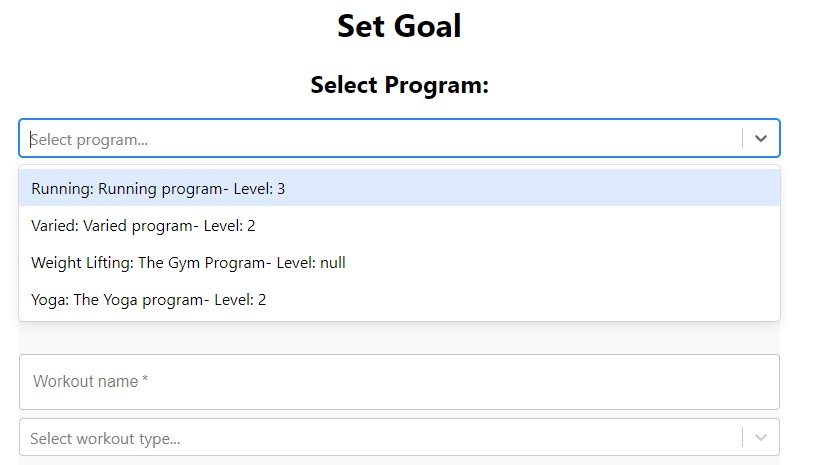 Set Goal
Select Program:
Select program...
Running: Running program- Level: 3
Varied: Varied program- Level: 2
Weight Lifting: The Gym Program- Level: null
Yoga: The Yoga program- Level: 2
Workout name *
Select workout type...